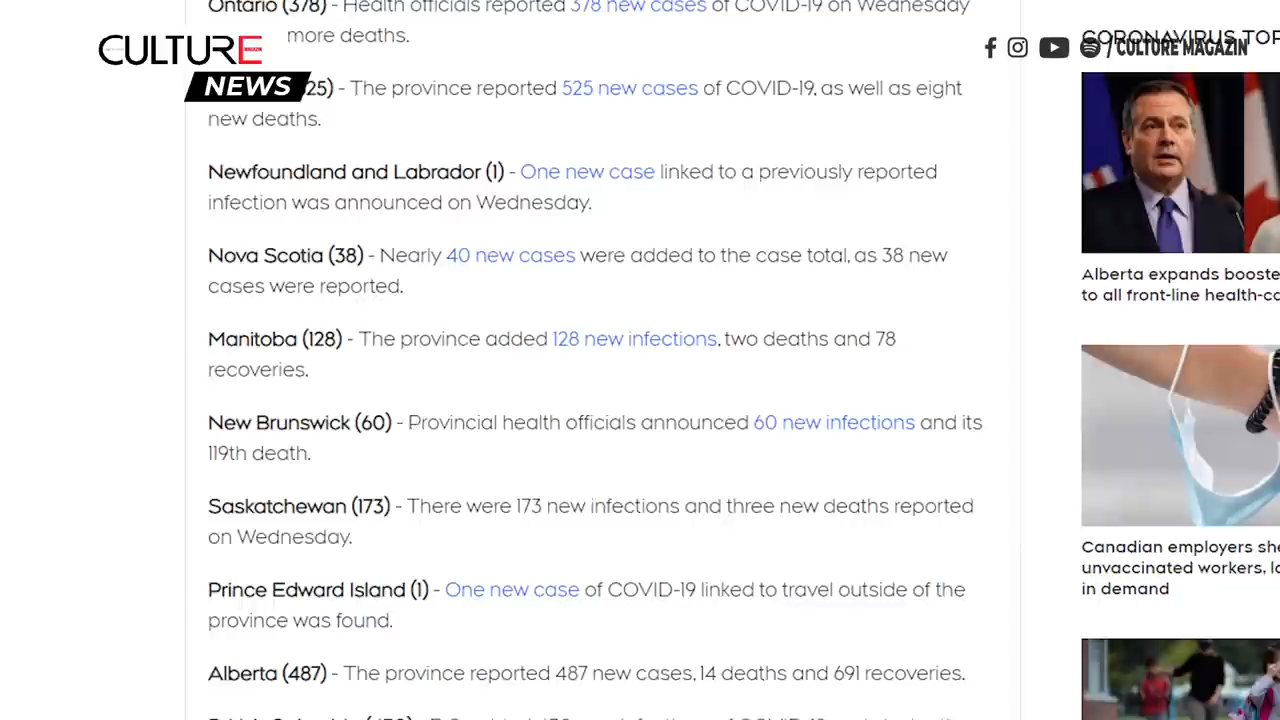 Ontario (378) - Health officials reported 378 new cases of COVID-19 on Wednesday
more deaths.
CULTURE
NEWS
/CULTURE MAGAZIN
CORONAVIRUS TOP
25) - The province reported 525 new cases of COVID-19, as well as eight
new deaths.
Newfoundland and Labrador (1) - One new case linked to a previously reported
infection was announced on Wednesday.
Nova Scotia (38) - Nearly 40 new cases were added to the case total, as 38 new
cases were reported.
Manitoba (128) - The province added 128 new infections, two deaths and 78
recoveries.
New Brunswick (60) - Provincial health officials announced 60 new infections and its
119th death.
Saskatchewan (173) - There were 173 new infections and three new deaths reported
on Wednesday.
Prince Edward Island (1) - One new case of COVID-19 linked to travel outside of the
province was found.
Alberta (487) - The province reported 487 new cases, 14 deaths and 691 recoveries.
Alberta expands booste
to all front-line health-ca
Canadian employers she
unvaccinated workers, la
in demand